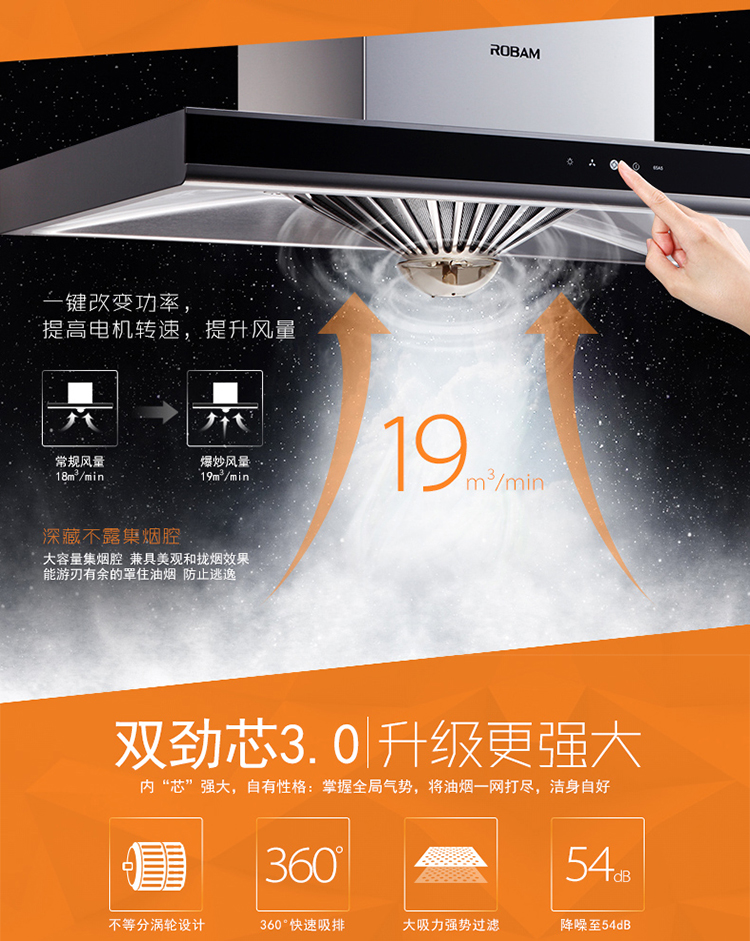 ROBAM
ESAS
一键改变功率，
提高电机转速，提升风量
常规风量
18m³/min
爆炒风量
19m³/min
19m³/min
深藏不露集烟腔
大容量集烟腔 兼具美观和拢烟效果
能游刃有余的罩住油烟 防止逃逸
双劲芯3.0|升级更强大
内“芯”强大，自有性格：掌握全局气势，将油烟一网打尽，洁身自好
360°
54dB
不等分涡轮设计
360°快速吸排
大吸力强势过滤
降噪至54dB